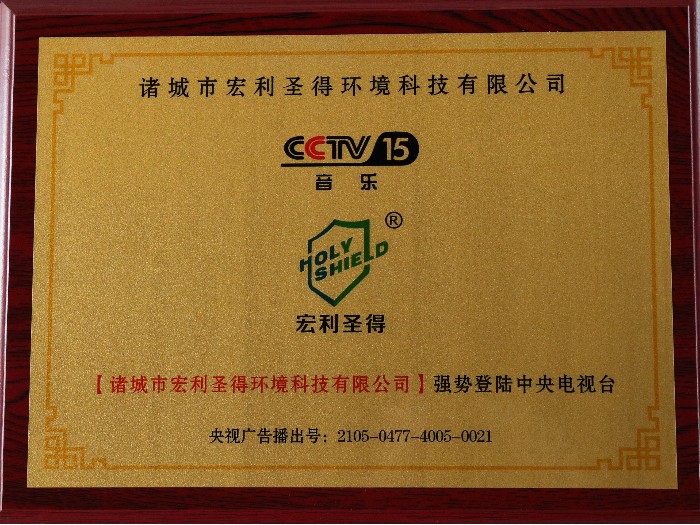 诸城市宏利圣得环境科技有限公司
CCTV 15
音乐
HOLY SHIELD ®
宏利圣得
【诸城市宏利圣得环境科技有限公司】强势登陆中央电视台
央视广告播出号：2105-0477-4005-0021